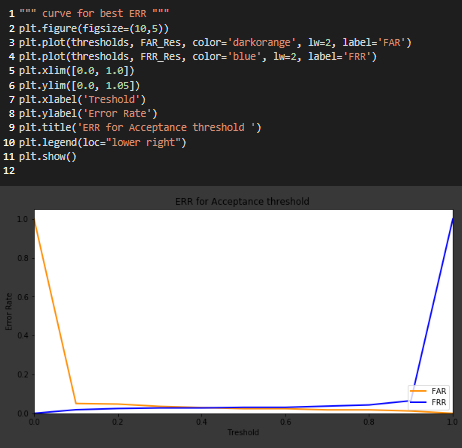 1 """ curve for best ERR """
2 plt.figure(figsize=(10,5))
3 plt.plot(thresholds, FAR_Res, color='darkorange', lw=2, label='FAR')
4 plt.plot(thresholds, FRR_Res, color='blue', lw=2, label='FRR')
5 plt.xlim([0.0, 1.0])
6 plt.ylim([0.0, 1.05])
7 plt.xlabel('Treshold')
8 plt.ylabel('Error Rate')
9 plt.title('ERR for Acceptance threshold ')
10 plt.legend(loc="lower right")
11 plt.show()
12
ERR for Acceptance threshold
1.0
0.8
0.6
0.4
0.2
0.0
Error Rate
FAR
FRR
0.0 0.2 0.4 0.6 0.8 1.0
Treshold